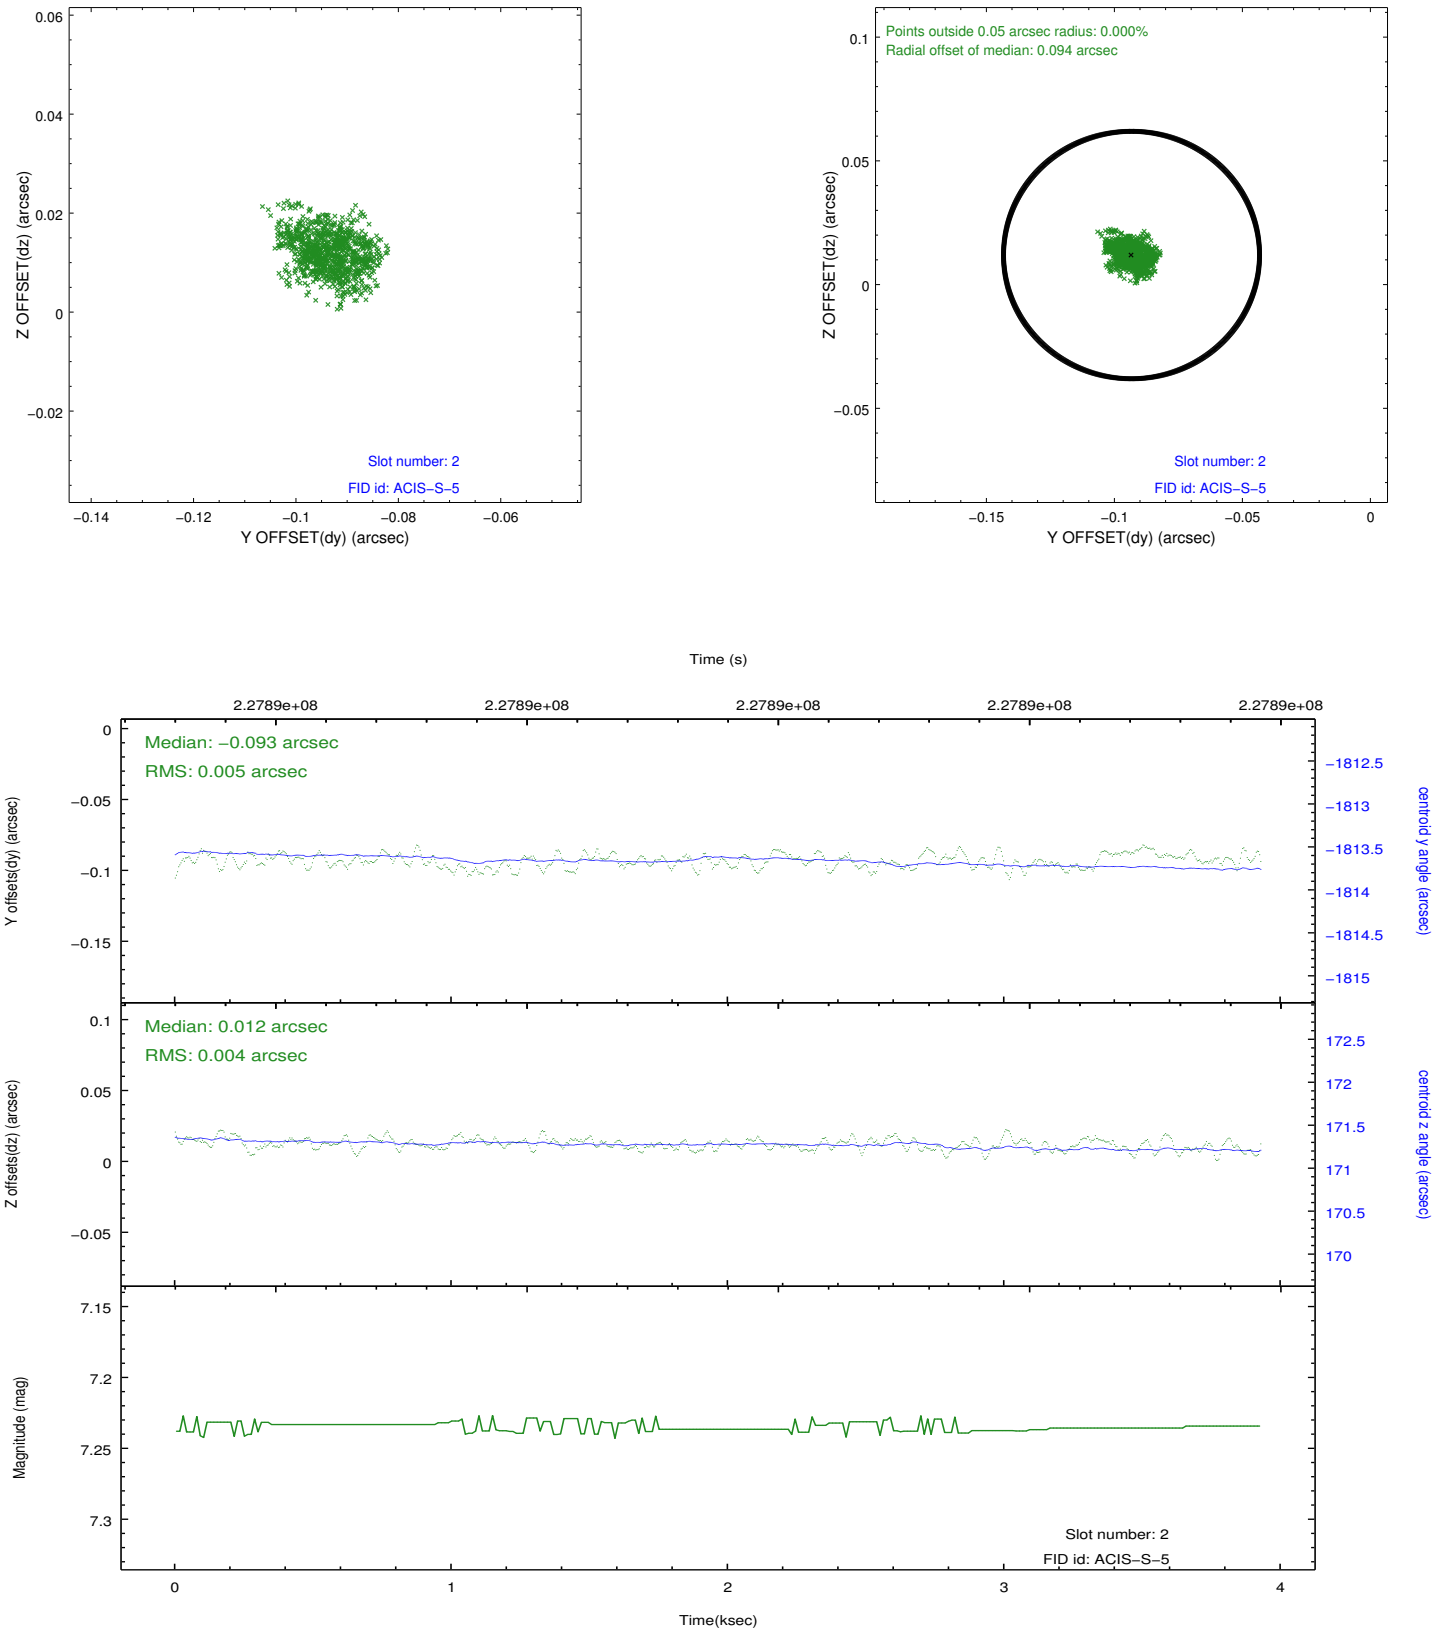 0.06
0.04
0.02
0
−0.02
Z OFFSET(dz) (arcsec)
Slot number: 2
FID id: ACIS−S−5
−0.14
−0.12
−0.1
−0.08
−0.06
Y OFFSET(dy) (arcsec)
Points outside 0.05 arcsec radius: 0.000%
Radial offset of median: 0.094 arcsec
0.1
0.05
0
−0.05
Z OFFSET(dz) (arcsec)
Slot number: 2
FID id: ACIS−S−5
−0.15
−0.1
−0.05
0
Y OFFSET(dy) (arcsec)
Time (s)
2.2789e+08
2.2789e+08
2.2789e+08
2.2789e+08
2.2789e+08
Median: −0.093 arcsec
RMS: 0.005 arcsec
0
−0.05
−0.1
−0.15
Y offsets(dy) (arcsec)
−1812.5
−1813
−1813.5
−1814
−1814.5
−1815
centroid y angle (arcsec)
Median: 0.012 arcsec
RMS: 0.004 arcsec
0.1
0.05
0
−0.05
Z offsets(dz) (arcsec)
172.5
172
171.5
171
170.5
170
centroid z angle (arcsec)
7.15
7.2
7.25
7.3
Magnitude (mag)
Slot number: 2
FID id: ACIS−S−5
0
1
2
3
4
Time(ksec)